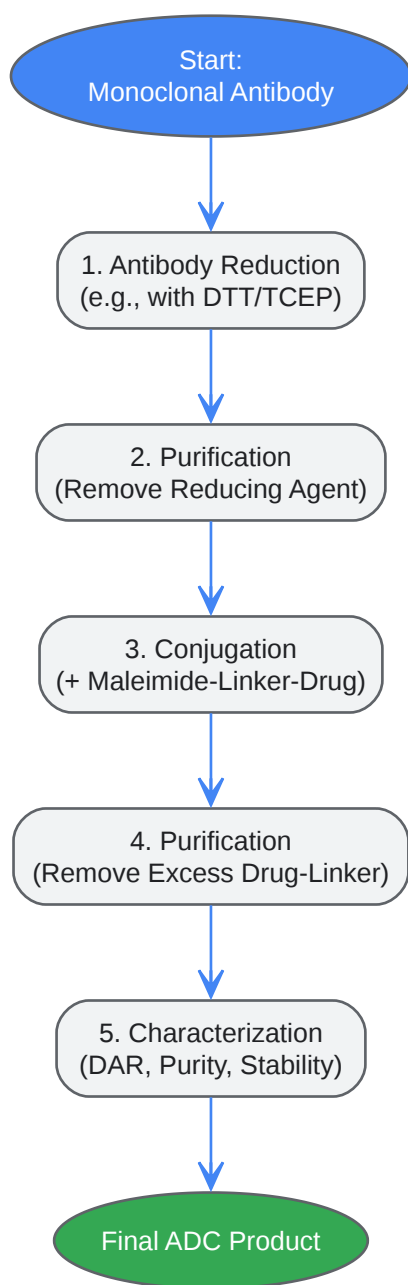 Start:
Monoclonal Antibody
1. Antibody Reduction
(e.g., with DTT/TCEP)
2. Purification
(Remove Reducing Agent)
3. Conjugation
(+ Maleimide-Linker-Drug)
4. Purification
(Remove Excess Drug-Linker)
5. Characterization
(DAR, Purity, Stability)
Final ADC Product